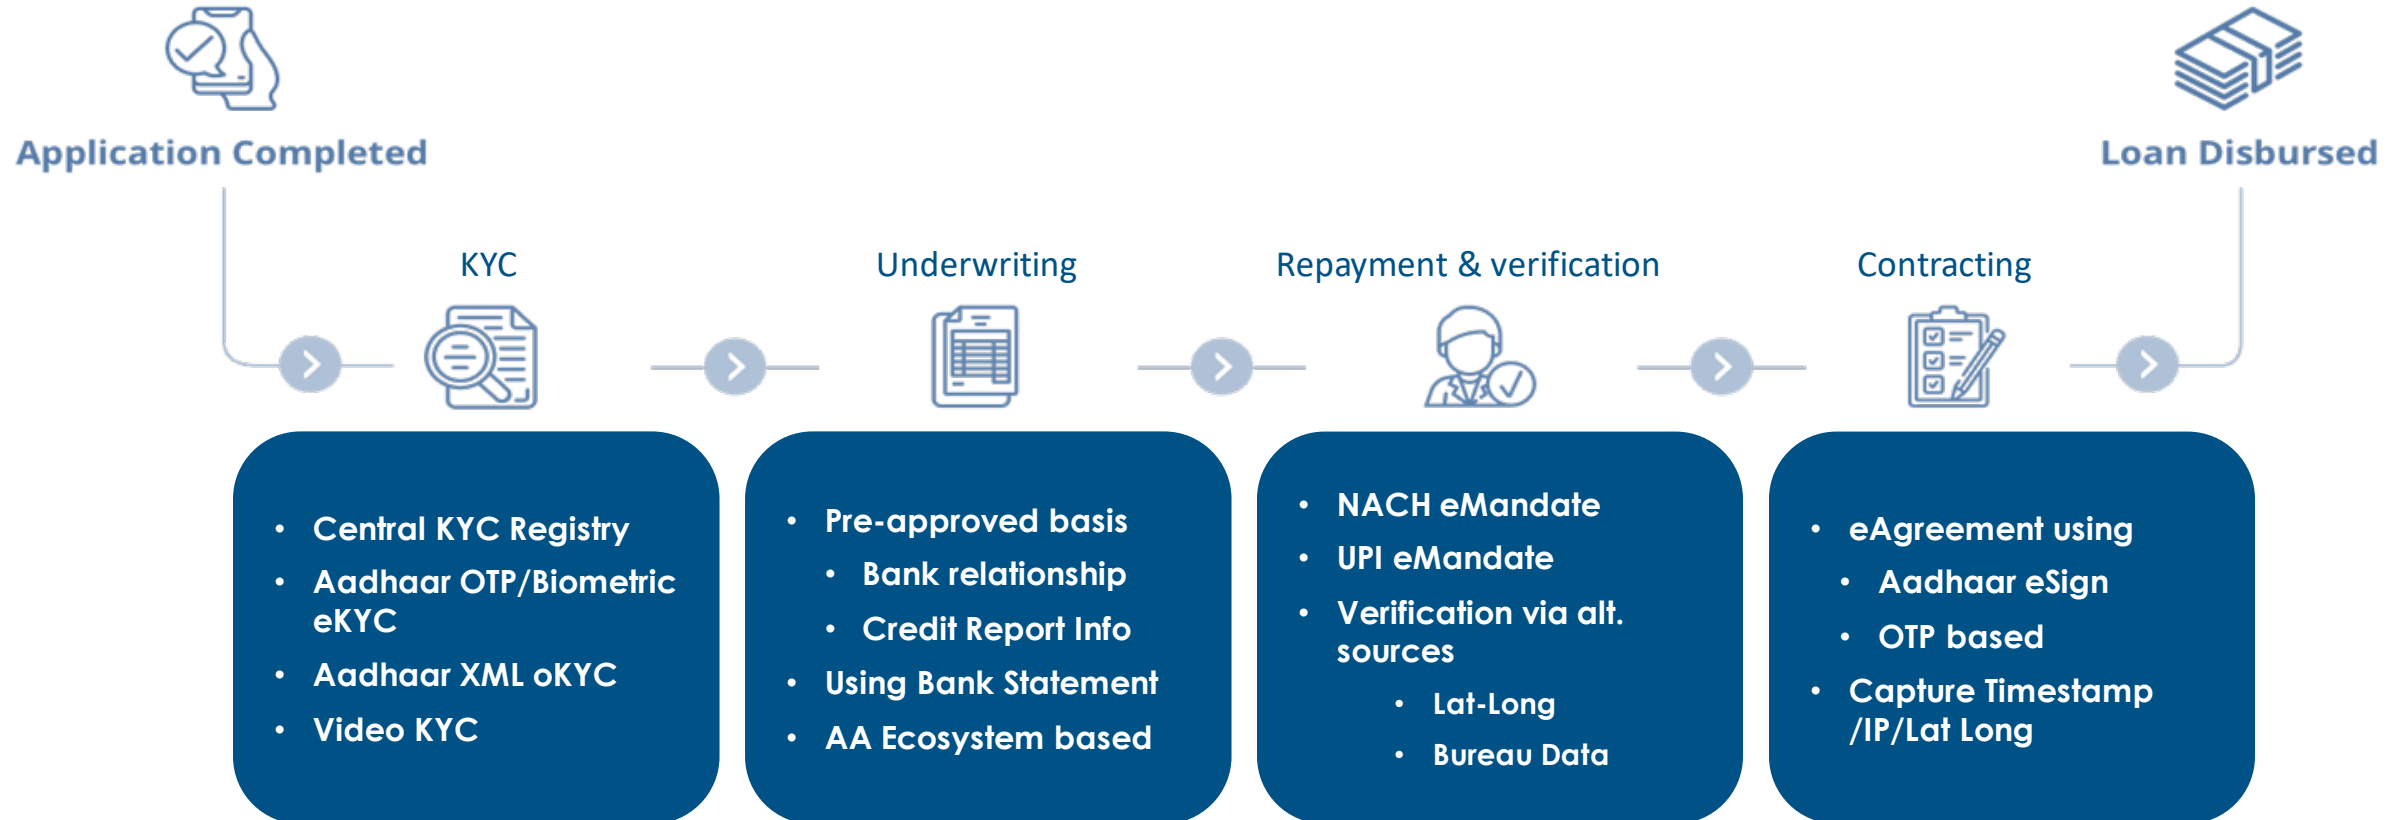 Application Completed
Loan Disbursed
KYC
Underwriting
Repayment & verification
Contracting
• Central KYC Registry
• Aadhaar OTP/Biometric
eKYC
• Aadhaar XML oKYC
• Video KYC
• Pre-approved basis
• Bank relationship
• Credit Report Info
• Using Bank Statement
• AA Ecosystem based
• NACH eMandate
• UPI eMandate
• Verification via alt.
sources
• Lat-Long
• Bureau Data
• eAgreement using
• Aadhaar eSign
• OTP based
• Capture Timestamp
/IP/Lat Long